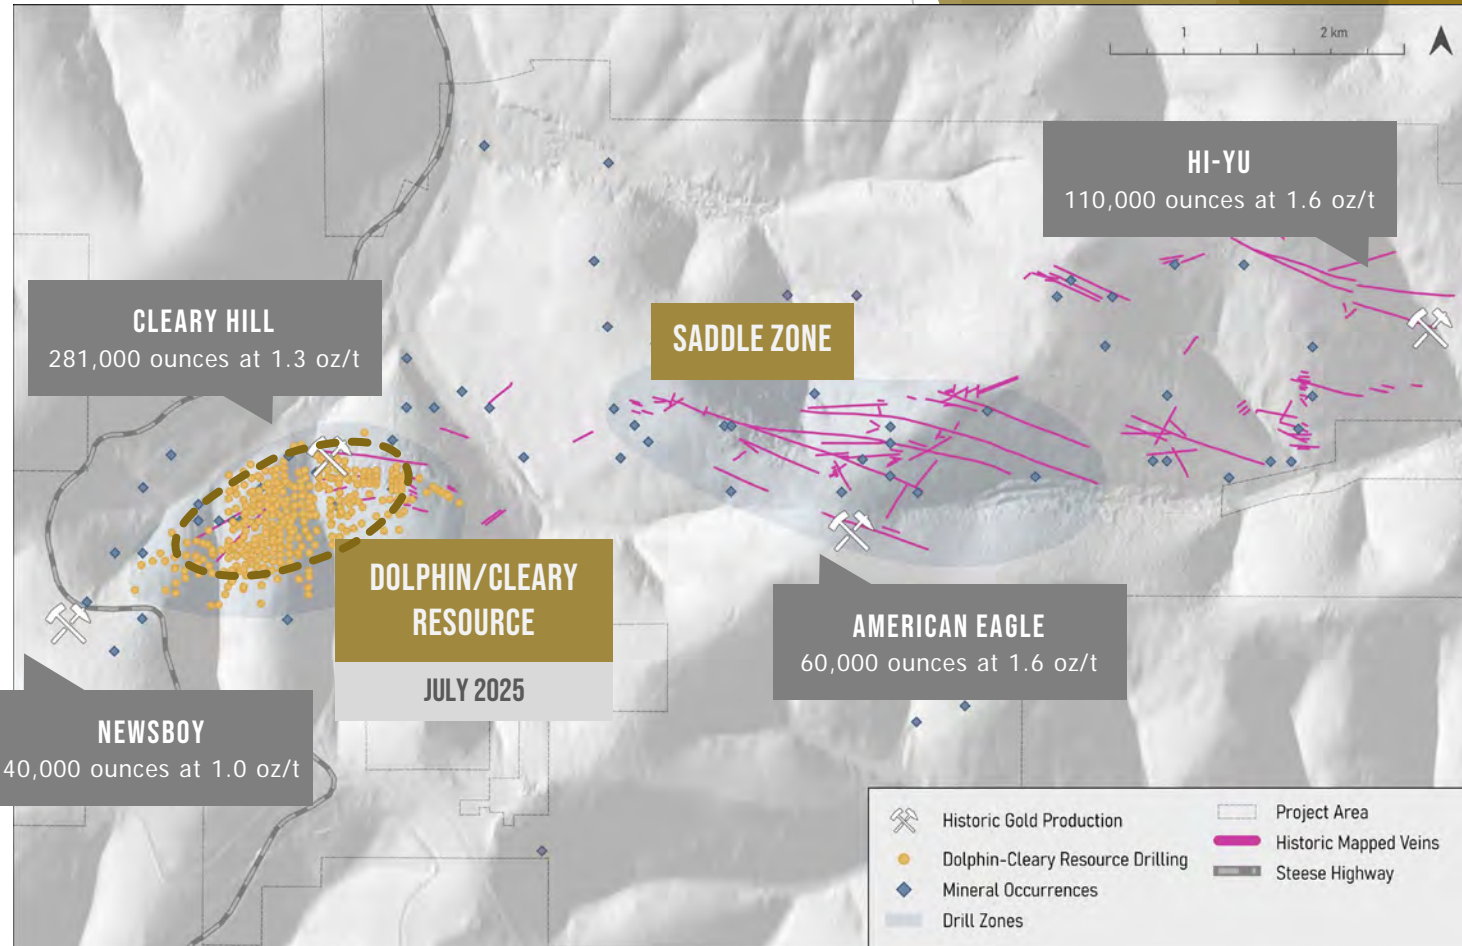 1
2 km
HI-YU
110,000 ounces at 1.6 oz/t
CLEARY HILL
281,000 ounces at 1.3 oz/t
SADDLE ZONE
DOLPHIN/CLEARY
RESOURCE
JULY 2025
AMERICAN EAGLE
60,000 ounces at 1.6 oz/t
NEWSBOY
40,000 ounces at 1.0 oz/t
Historic Gold Production
Dolphin-Cleary Resource Drilling
Mineral Occurrences
Drill Zones
Project Area
Historic Mapped Veins
Steese Highway